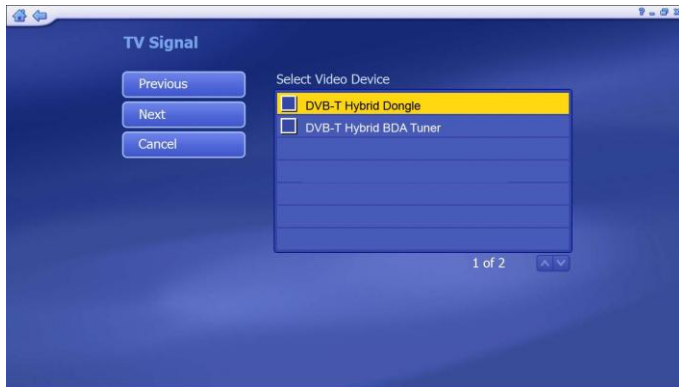 TV Signal
Previous
Next
Cancel
Select Video Device
DVB-T Hybrid Dongle
DVB-T Hybrid BDA Tuner
1 of 2